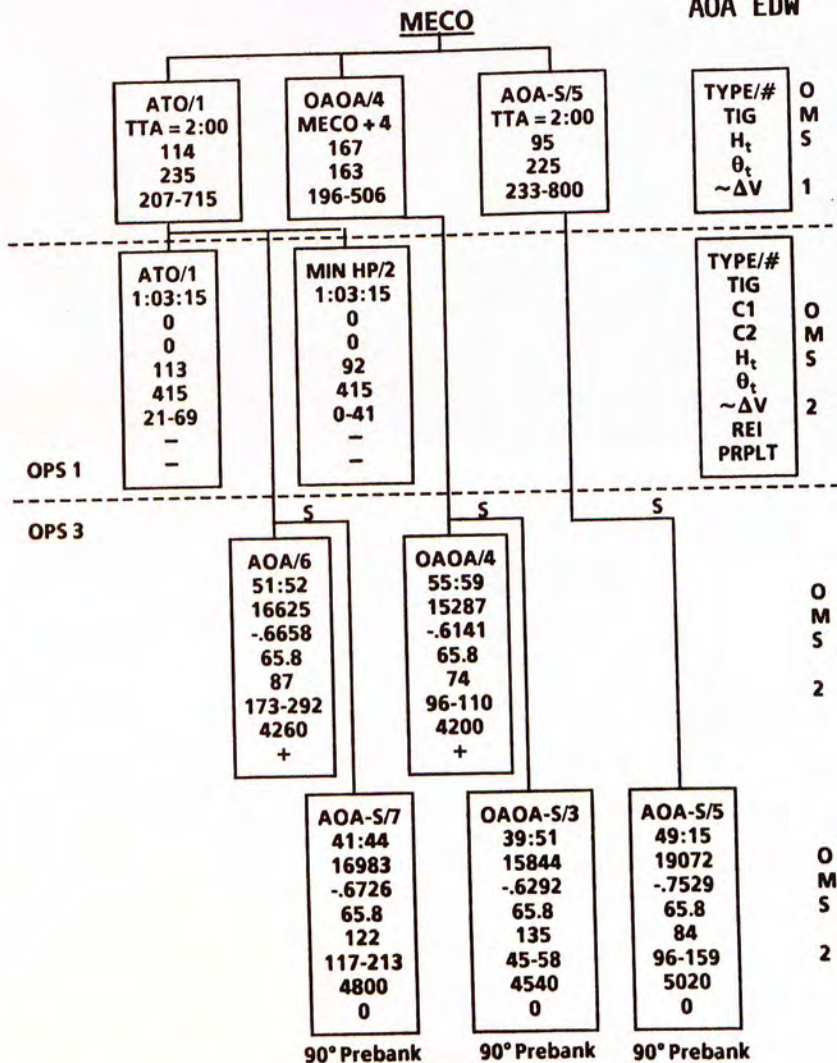 AOA EDW
MECO
ATO/1
TTA = 2:00
114
235
207-715
OAOA/4
MECO + 4
167
163
196-506
AOA-S/5
TTA = 2:00
95
225
233-800
TYPE/#
TIG
Ht
θt
~ΔV
O
M
S
1
ATO/1
1:03:15
0
0
113
415
21-69
–
–
MIN HP/2
1:03:15
0
0
92
415
0-41
–
–
TYPE/#
TIG
C1
C2
Ht
θt
~ΔV
REI
PRPLT
O
M
S
2
OPS 1
OPS 3
S
S
S
AOA/6
51:52
16625
-.6658
65.8
87
173-292
4260
+
OAOA/4
55:59
15287
-.6141
65.8
74
96-110
4200
+
O
M
S
2
AOA-S/7
41:44
16983
-.6726
65.8
122
117-213
4800
0
90° Prebank
OAOA-S/3
39:51
15844
-.6292
65.8
135
45-58
4540
0
90° Prebank
AOA-S/5
49:15
19072
-.7529
65.8
84
96-159
5020
0
90° Prebank
O
M
S
2